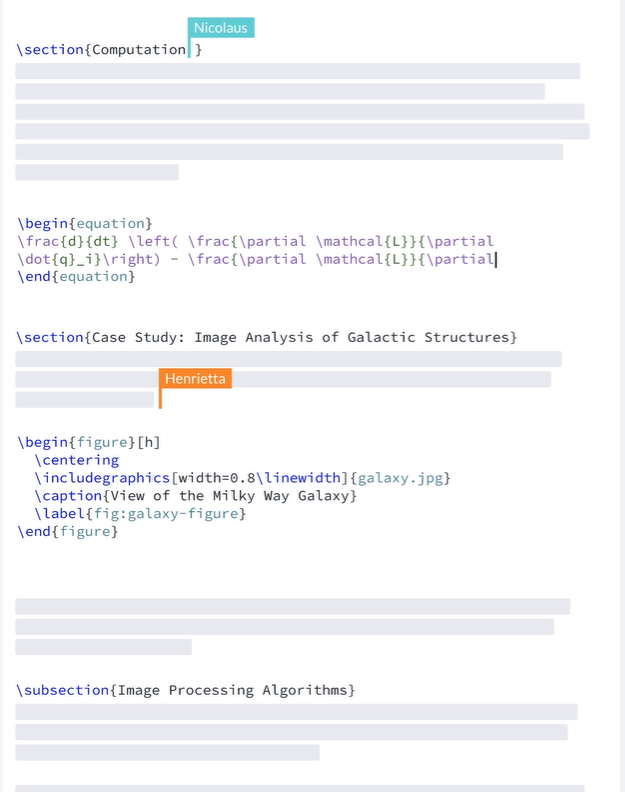 Nicolaus
\section{Computation }
\begin{equation}
\frac{d}{dt} \left( \frac{\partial \mathcal{L}}{\partial
\dot{q}_i}\right) - \frac{\partial \mathcal{L}}{\partial
\end{equation}
\section{Case Study: Image Analysis of Galactic Structures}
Henrietta
\begin{figure}[h]
\centering
\includegraphics[width=0.8\linewidth]{galaxy.jpg}
\caption{View of the Milky Way Galaxy}
\label{fig:galaxy-figure}
\end{figure}
\subsection{Image Processing Algorithms}